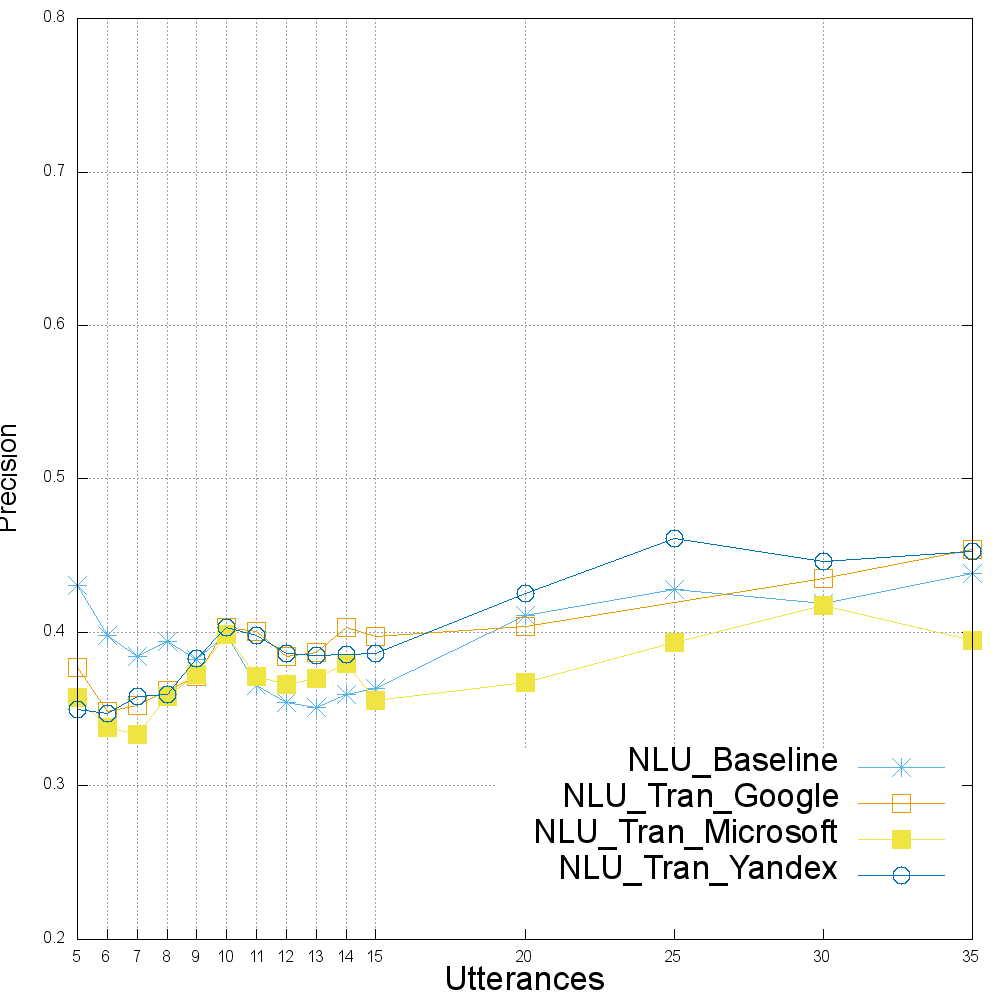 0.8
0.7
0.6
0.5
0.4
0.3
0.2
Precision
5 6 7 8 9 10 11 12 13 14 15 20 25 30 35
Utterances
NLU_Baseline
NLU_Tran_Google
NLU_Tran_Microsoft
NLU_Tran_Yandex